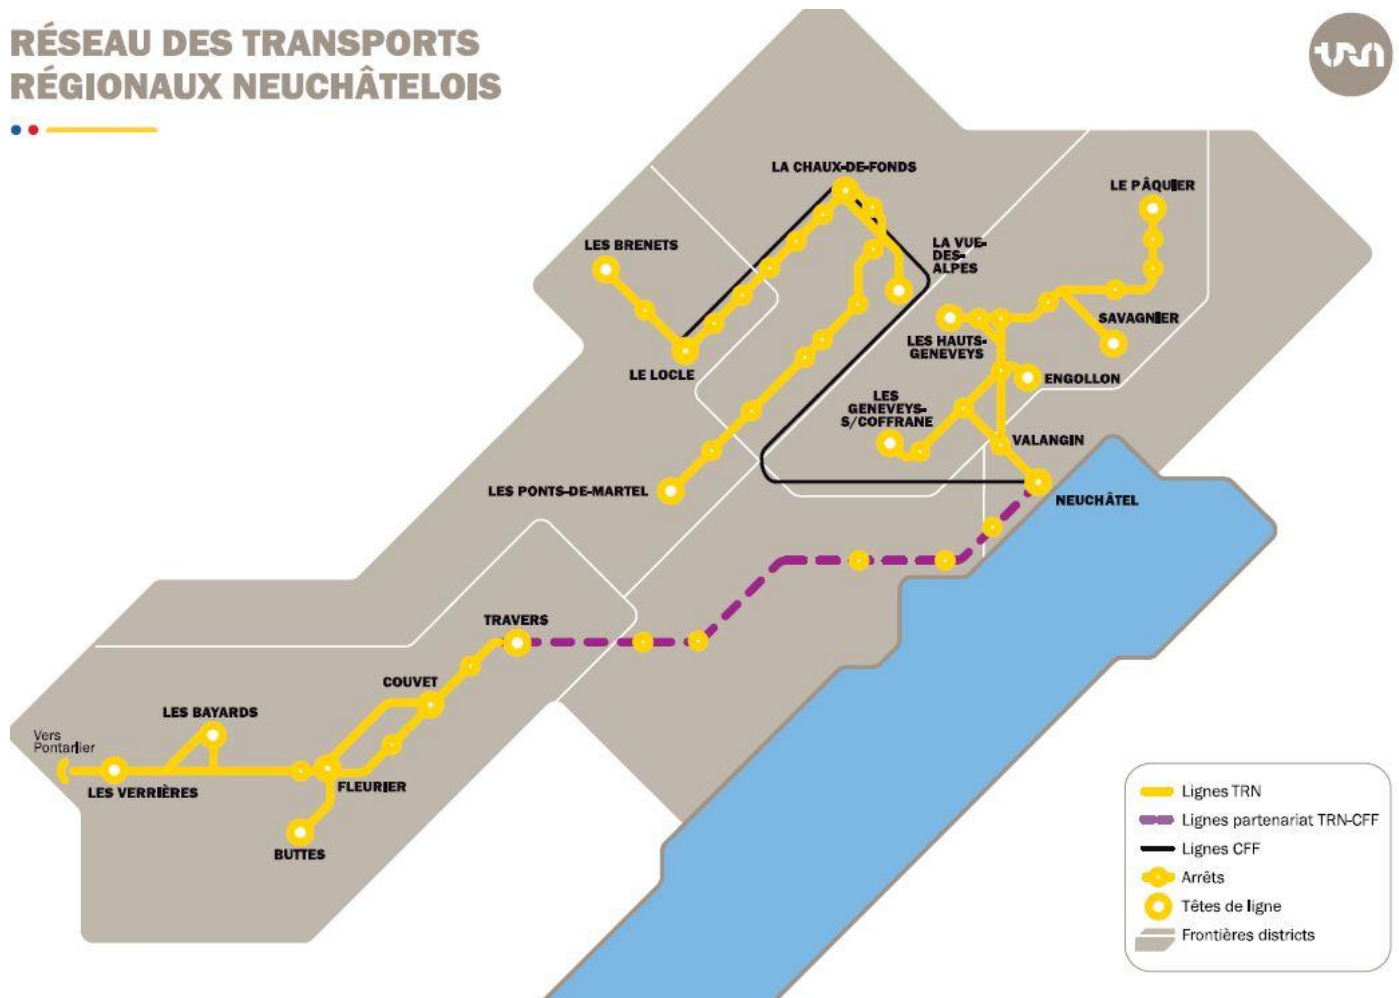 RÉSEAU DES TRANSPORTS
RÉGIONAUX NEUCHÂTELOIS
trn
LA CHAUX-DE-FONDS
LE PÂQUIER
LES BRENETS
LA VUE-
DES-
ALPES
SAVAGNIER
LES HAUTS-
GENEVEYS
LE LOCLE
ENGOLLON
LES
GENEVEYS-
S/COFFRANE
VALANGIN
LES PONTS-DE-MARTEL
NEUCHÂTEL
TRAVERS
COUVET
LES BAYARDS
Vers
Pontarlier
LES VERRIÈRES
FLEURIER
BUTTES
Lignes TRN
Lignes partenariat TRN-CFF
Lignes CFF
Arrêts
Têtes de ligne
Frontières districts